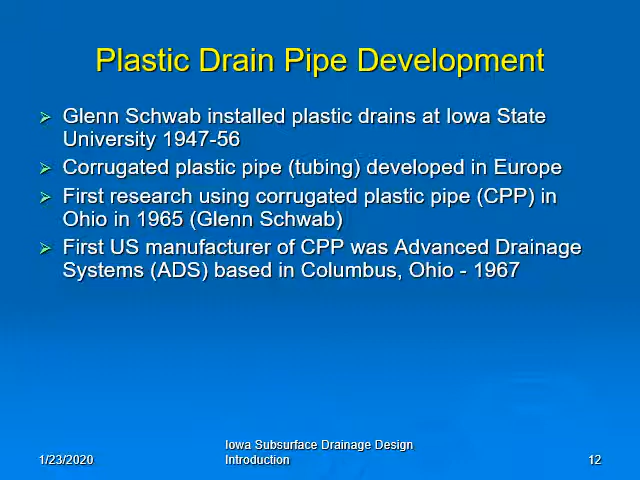 Plastic Drain Pipe Development
Glenn Schwab installed plastic drains at Iowa State
University 1947-56
Corrugated plastic pipe (tubing) developed in Europe
First research using corrugated plastic pipe (CPP) in
Ohio in 1965 (Glenn Schwab)
First US manufacturer of CPP was Advanced Drainage
Systems (ADS) based in Columbus, Ohio - 1967
1/23/2020
Iowa Subsurface Drainage Design
Introduction
12